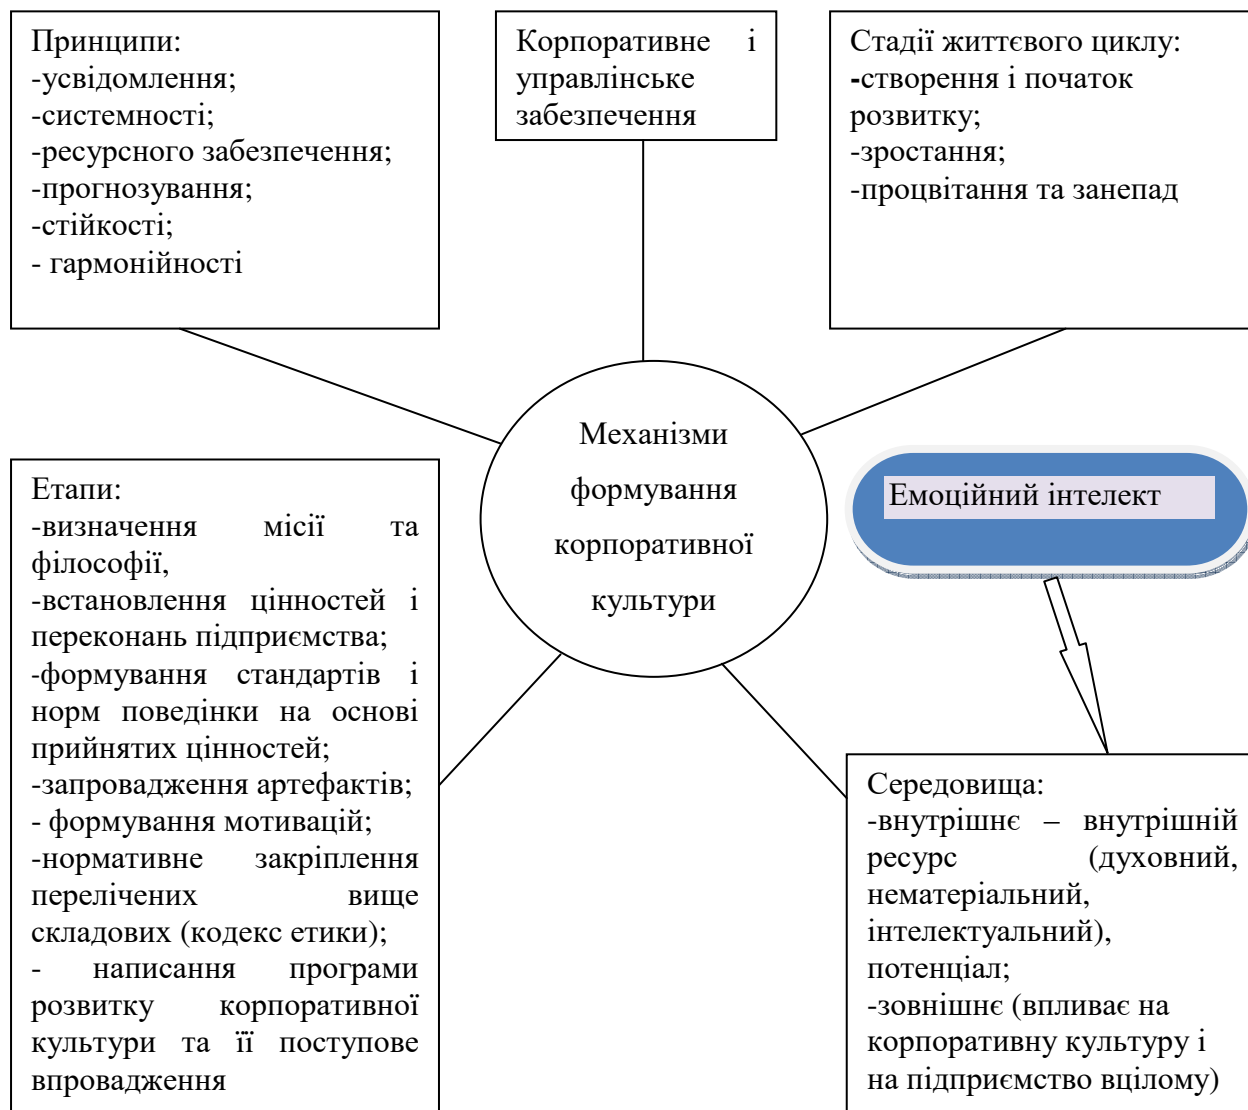 Принципи:
-усвідомлення;
-системності;
-ресурсного забезпечення;
-прогнозування;
-стійкості;
- гармонійності
Корпоративне і
управлінське
забезпечення
Стадії життєвого циклу:
-створення і початок
розвитку;
-зростання;
-процвітання та занепад
Механізми
формування
корпоративної
культури
Емоційний інтелект
Етапи:
-визначення місії та
філософії,
-встановлення цінностей і
переконань підприємства;
-формування стандартів і
норм поведінки на основі
прийнятих цінностей;
-запровадження артефактів;
- формування мотивацій;
-нормативне закріплення
перелічених вище
складових (кодекс етики);
- написання програми
розвитку корпоративної
культури та її поступове
впровадження
Середовища:
-внутрішнє – внутрішній
ресурс (духовний,
нематеріальний,
інтелектуальний),
потенціал;
-зовнішнє (впливає на
корпоративну культуру і
на підприємство вцілому)